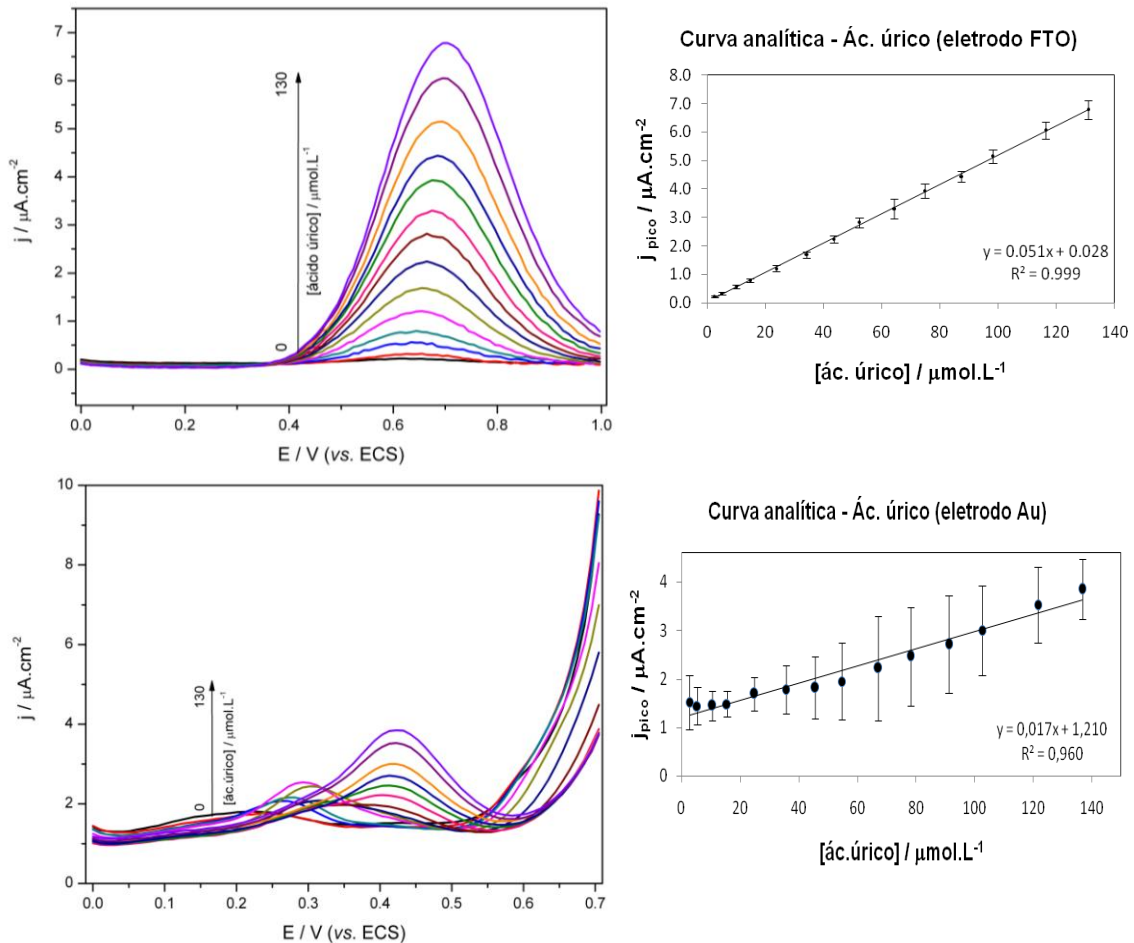 7
6
5
4
3
2
1
0
j / μA.cm⁻²
130
0
[ácido úrico] / μmol.L⁻¹
0.0 0.2 0.4 0.6 0.8 1.0
E / V (vs. ECS)
Curva analítica - Ác. úrico (eletrodo FTO)
8.0
7.0
6.0
5.0
4.0
3.0
2.0
1.0
0.0
j pico / μA.cm⁻²
y = 0.051x + 0.028
R² = 0.999
0 20 40 60 80 100 120 140
[ác. úrico] / μmol.L⁻¹
10
8
6
4
2
0
j / μA.cm⁻²
130
0
[ác.úrico] / μmol.L⁻¹
0.0 0.1 0.2 0.3 0.4 0.5 0.6 0.7
E / V (vs. ECS)
Curva analítica - Ác. úrico (eletrodo Au)
4
3
2
1
0
jpico / μA.cm⁻²
y = 0,017x + 1,210
R² = 0,960
0 20 40 60 80 100 120 140
[ác.úrico] / μmol.L⁻¹